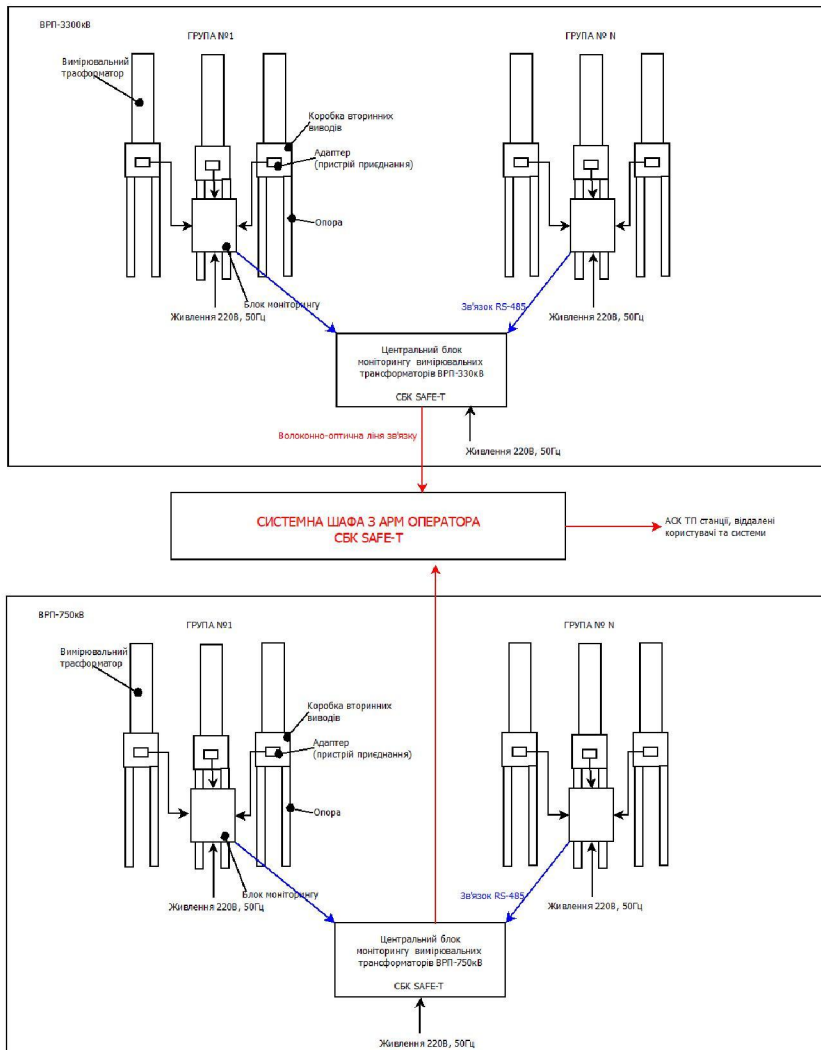 ВРП-3300кВ
ГРУПА №1
ГРУПА № N
Вимірювальний
трасформатор
Коробка вторинних
виводів
Адаптер
(пристрій приєднання)
Опора
Блок моніторингу
Живлення 220В, 50Гц
Зв'язок RS-485
Живлення 220В, 50Гц
Центральний блок
моніторингу вимірювальних
трансформаторів ВРП-330кВ
СБК SAFE-T
Волоконно-оптична ліня зв'язку
Живлення 220В, 50Гц
СИСТЕМНА ШАФА З АРМ ОПЕРАТОРА
СБК SAFE-T
АСК ТП станції, віддалені
користувачі та системи
ВРП-750кВ
ГРУПА №1
ГРУПА № N
Вимірювальний
трасформатор
Коробка вторинних
виводів
Адаптер
(пристрій приєднання)
Опора
Блок моніторингу
Живлення 220В, 50Гц
Зв'язок RS-485
Живлення 220В, 50Гц
Центральний блок
моніторингу вимірювальних
трансформаторів ВРП-750кВ
СБК SAFE-T
Живлення 220В, 50Гц